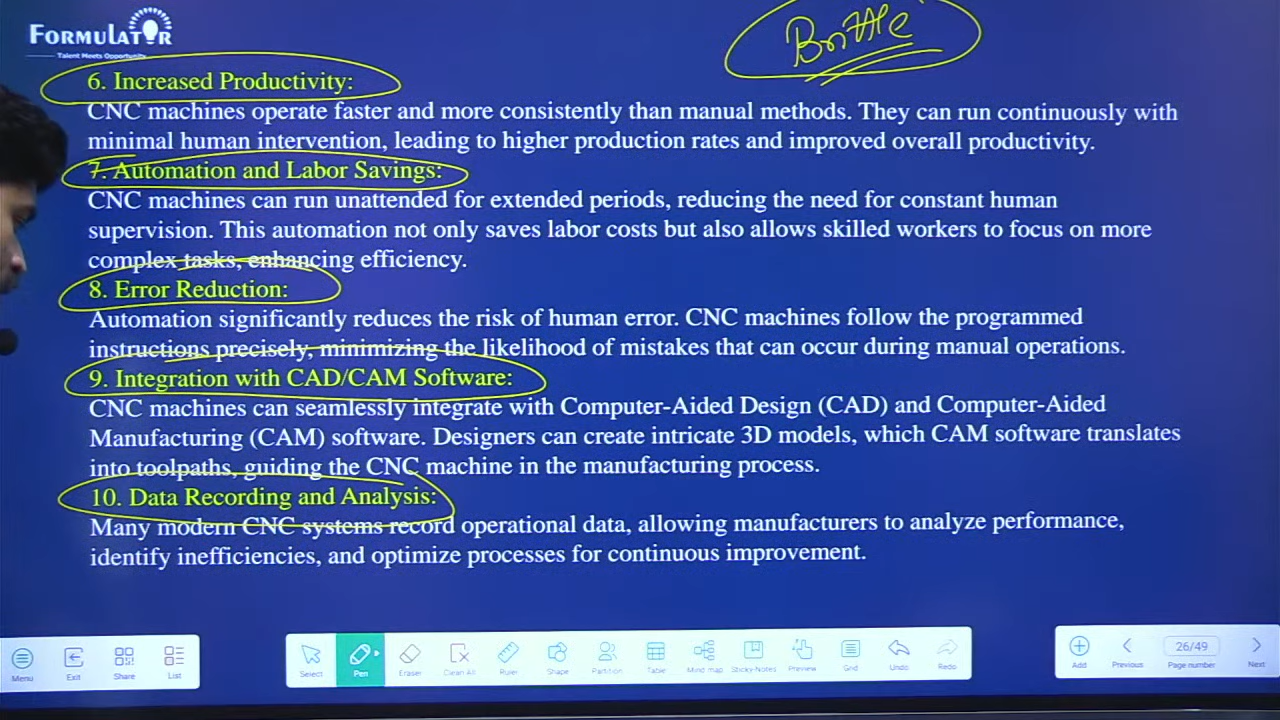 FORMULATOR
Talent Meets Opportunity
Brittle
6. Increased Productivity:
CNC machines operate faster and more consistently than manual methods. They can run continuously with
minimal human intervention, leading to higher production rates and improved overall productivity.
7. Automation and Labor Savings:
CNC machines can run unattended for extended periods, reducing the need for constant human
supervision. This automation not only saves labor costs but also allows skilled workers to focus on more
complex tasks, enhancing efficiency.
8. Error Reduction:
Automation significantly reduces the risk of human error. CNC machines follow the programmed
instructions precisely, minimizing the likelihood of mistakes that can occur during manual operations.
9. Integration with CAD/CAM Software:
CNC machines can seamlessly integrate with Computer-Aided Design (CAD) and Computer-Aided
Manufacturing (CAM) software. Designers can create intricate 3D models, which CAM software translates
into toolpaths, guiding the CNC machine in the manufacturing process.
10. Data Recording and Analysis:
Many modern CNC systems record operational data, allowing manufacturers to analyze performance,
identify inefficiencies, and optimize processes for continuous improvement.
Menu Exit Share List Select Pen Eraser Clean All Ruler Shape Partition Table Mind map Sticky-Notes Preview Grid Undo Redo Add Previous 26/49 Page number Next